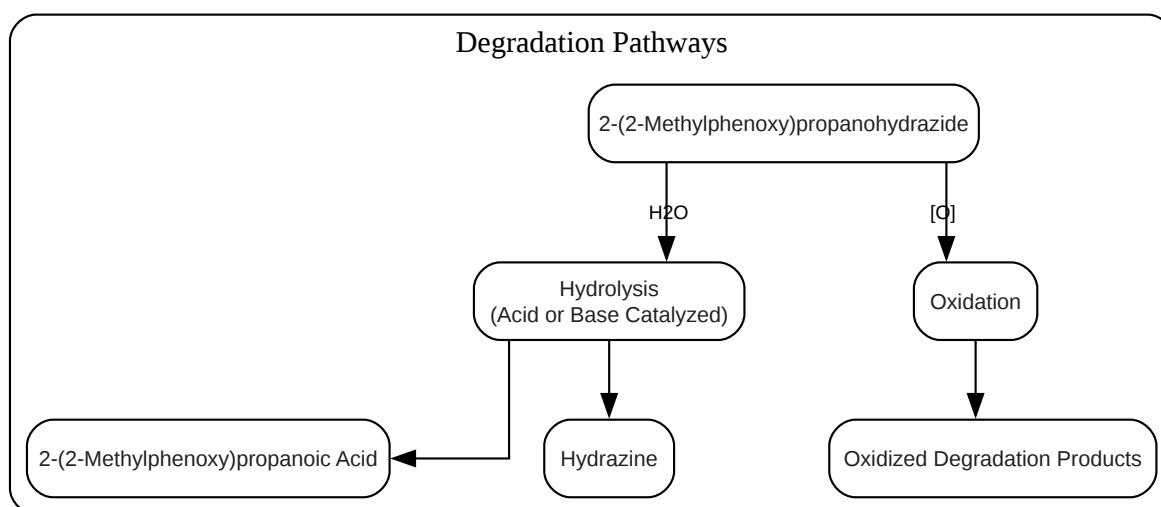 Degradation Pathways
2-(2-Methylphenoxy)propanohydrazide
H2O
[O]
Hydrolysis
(Acid or Base Catalyzed)
Oxidation
2-(2-Methylphenoxy)propanoic Acid
Hydrazine
Oxidized Degradation Products